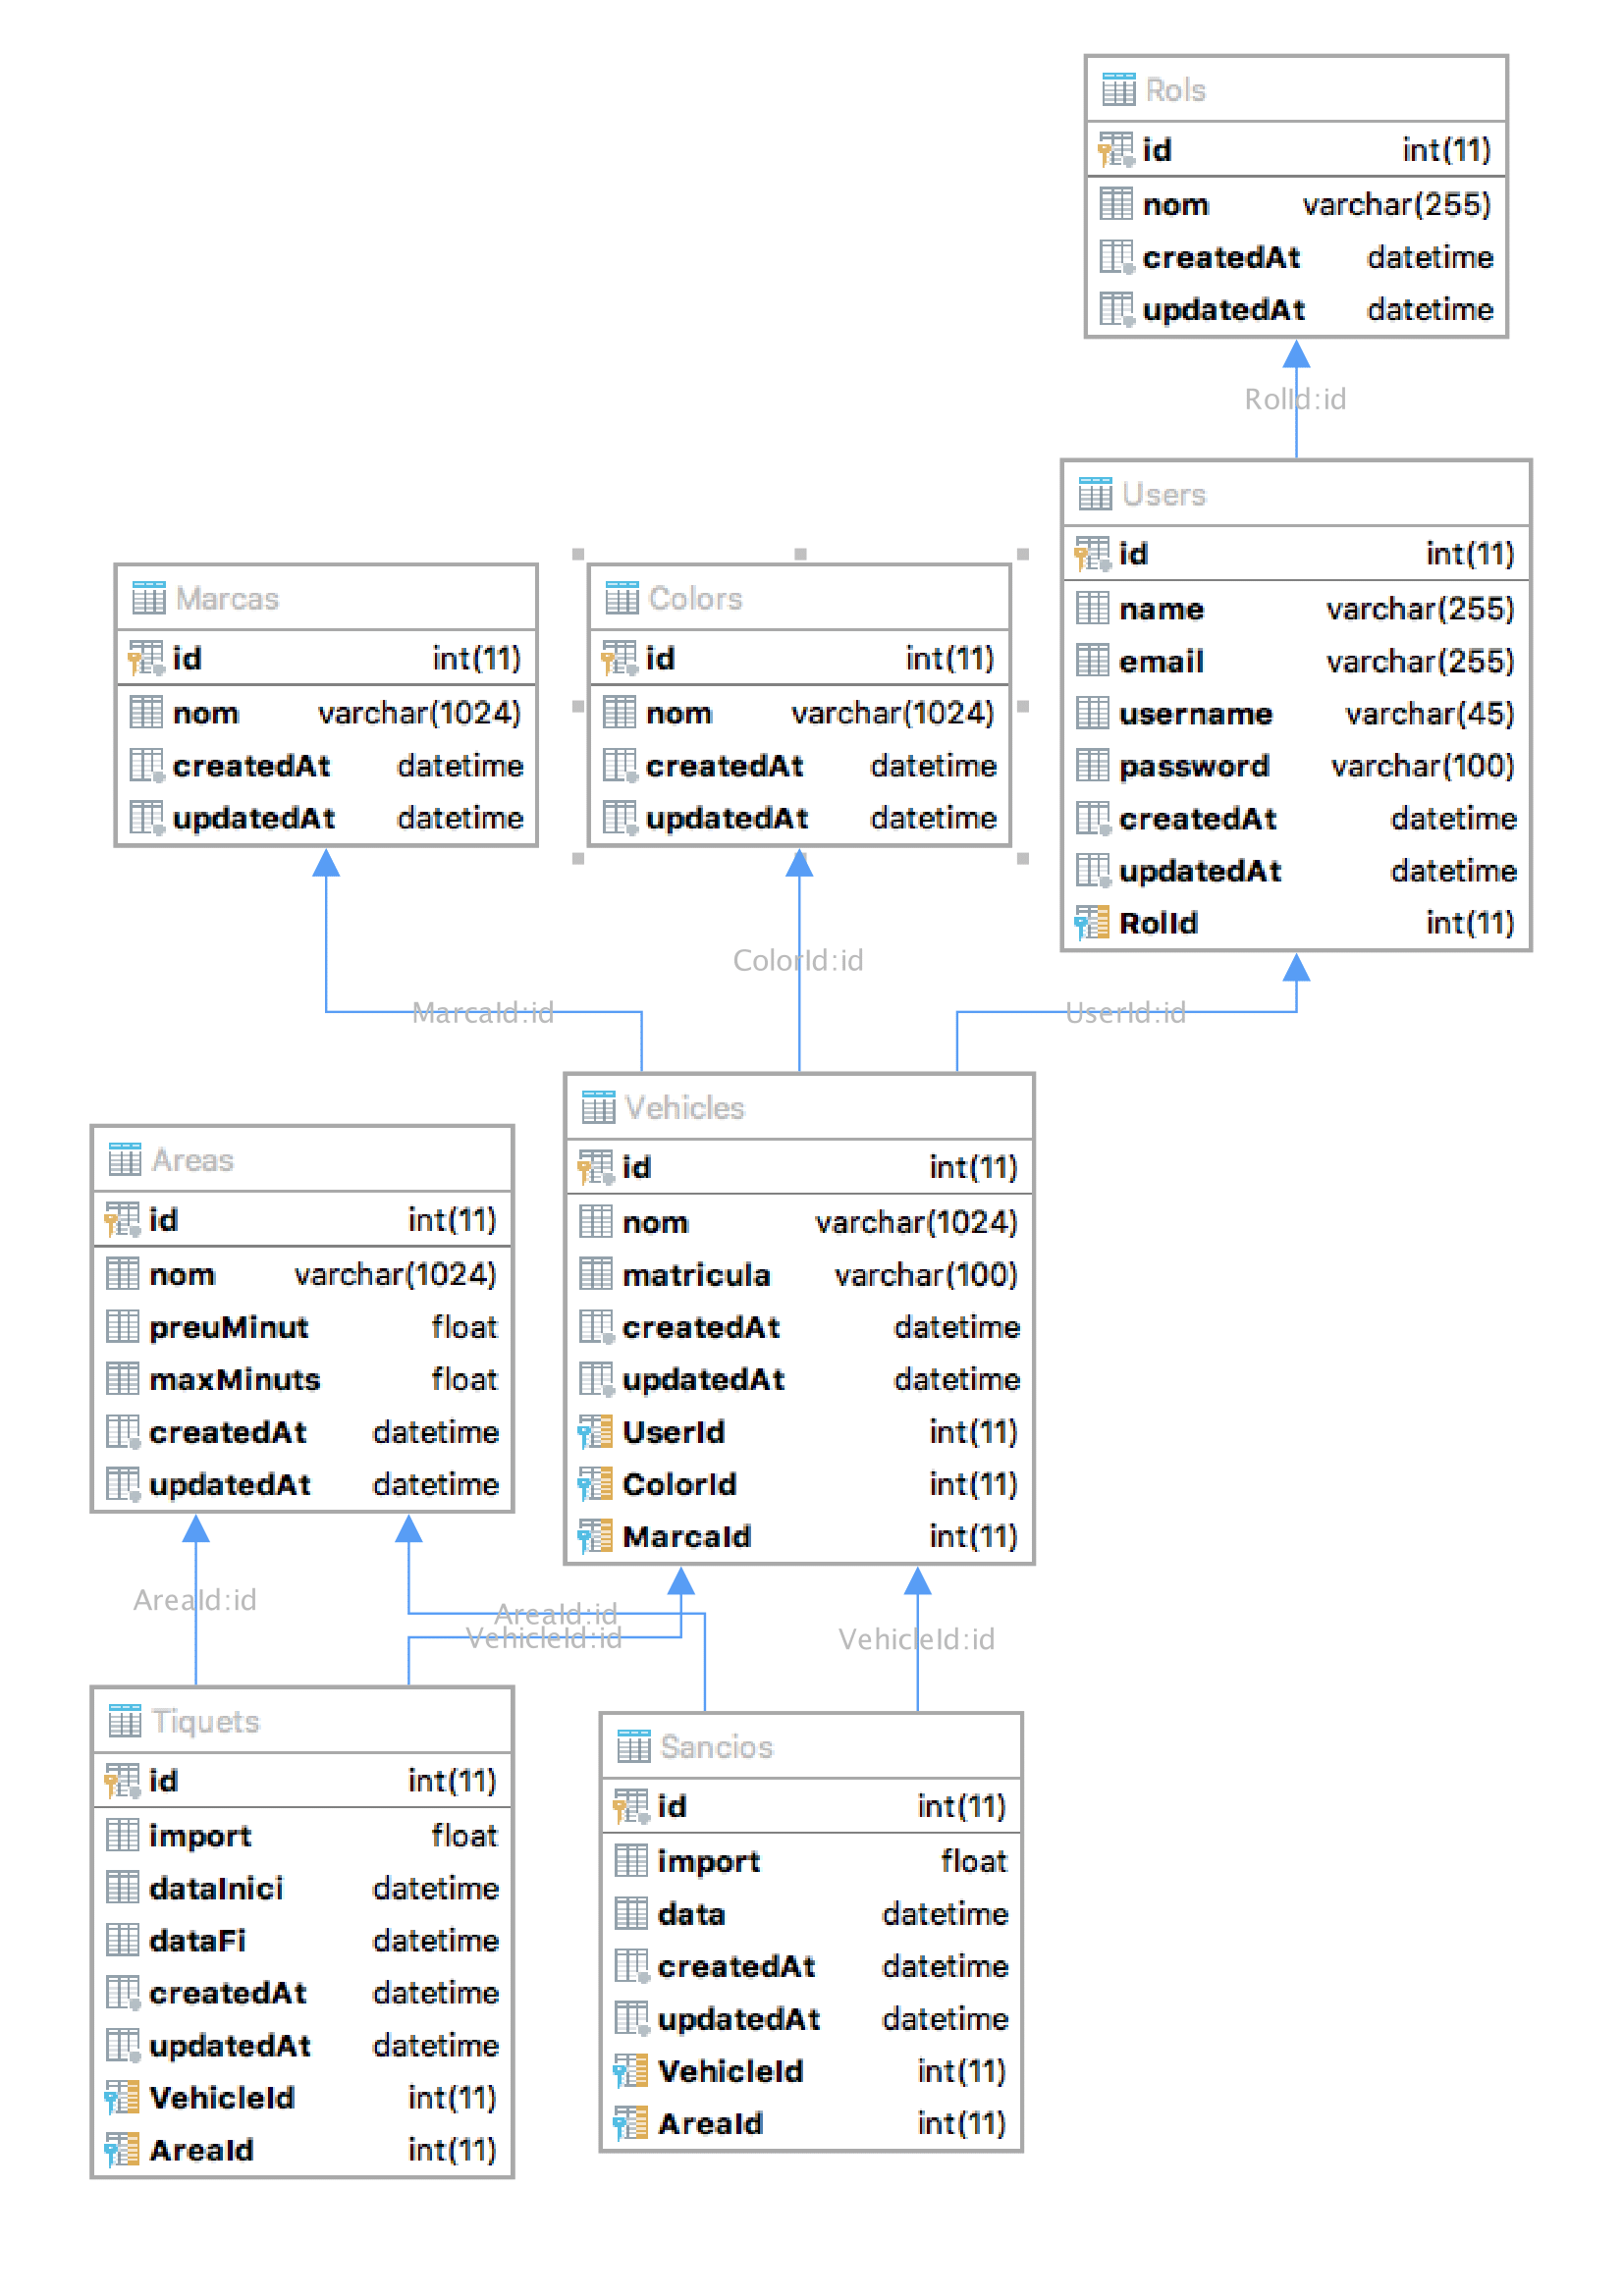 Rols
id int(11)
nom varchar(255)
createdAt datetime
updatedAt datetime
RolId:id
Users
id int(11)
name varchar(255)
email varchar(255)
username varchar(45)
password varchar(100)
createdAt datetime
updatedAt datetime
RolId int(11)
Marcas
id int(11)
nom varchar(1024)
createdAt datetime
updatedAt datetime
Colors
id int(11)
nom varchar(1024)
createdAt datetime
updatedAt datetime
MarcaId:id
ColorId:id
UserId:id
Vehicles
id int(11)
nom varchar(1024)
matricula varchar(100)
createdAt datetime
updatedAt datetime
UserId int(11)
ColorId int(11)
MarcaId int(11)
Areas
id int(11)
nom varchar(1024)
preuMinut float
maxMinuts float
createdAt datetime
updatedAt datetime
AreaId:id
AreaId:id
VehicleId:id
VehicleId:id
Tiquets
id int(11)
import float
dataInici datetime
dataFi datetime
createdAt datetime
updatedAt datetime
VehicleId int(11)
AreaId int(11)
Sancios
id int(11)
import float
data datetime
createdAt datetime
updatedAt datetime
VehicleId int(11)
AreaId int(11)